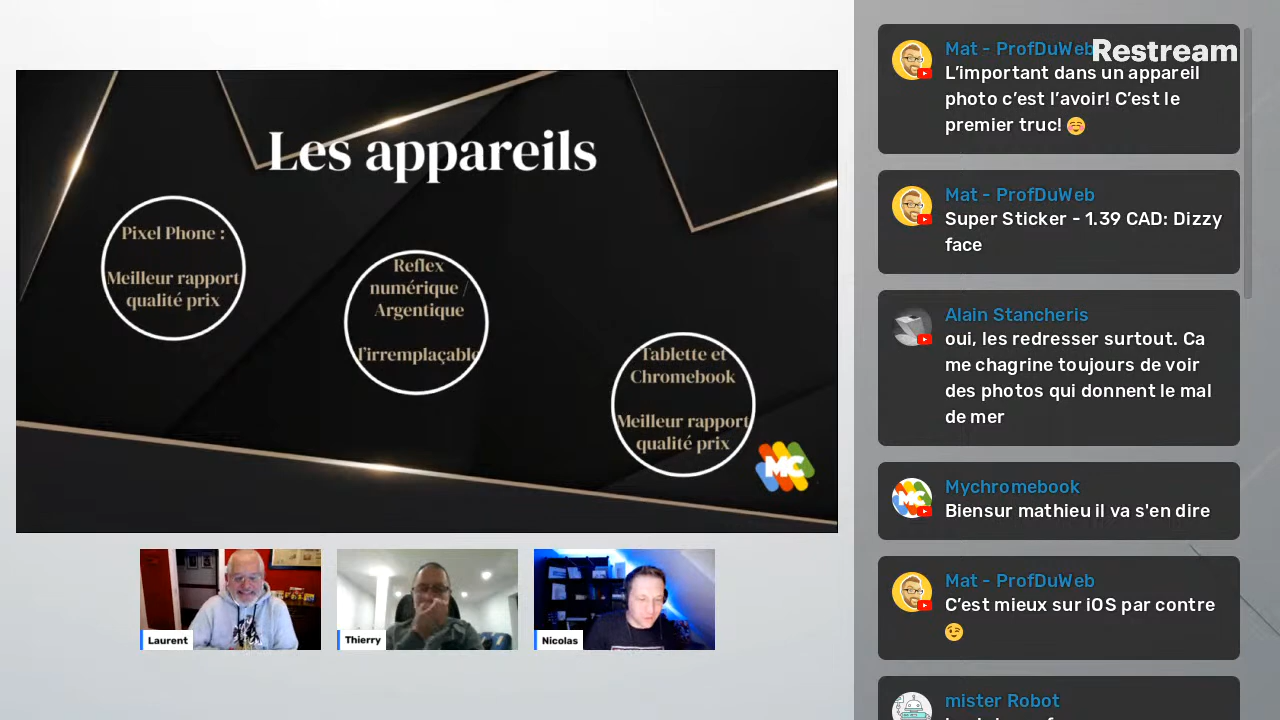 Les appareils
Pixel Phone :
Meilleur rapport
qualité prix
Reflex
numérique /
Argentique
l'irremplaçable
Tablette et
Chromebook
Meilleur rapport
qualité prix
MC
Laurent
Thierry
Nicolas
Restream
Mat - ProfDuWeb
L’important dans un appareil
photo c’est l’avoir! C’est le
premier truc!
Mat - ProfDuWeb
Super Sticker - 1.39 CAD: Dizzy
face
Alain Stancheris
oui, les redresser surtout. Ca
me chagrine toujours de voir
des photos qui donnent le mal
de mer
MC
Mychromebook
Biensur mathieu il va s'en dire
Mat - ProfDuWeb
C’est mieux sur iOS par contre
mister Robot